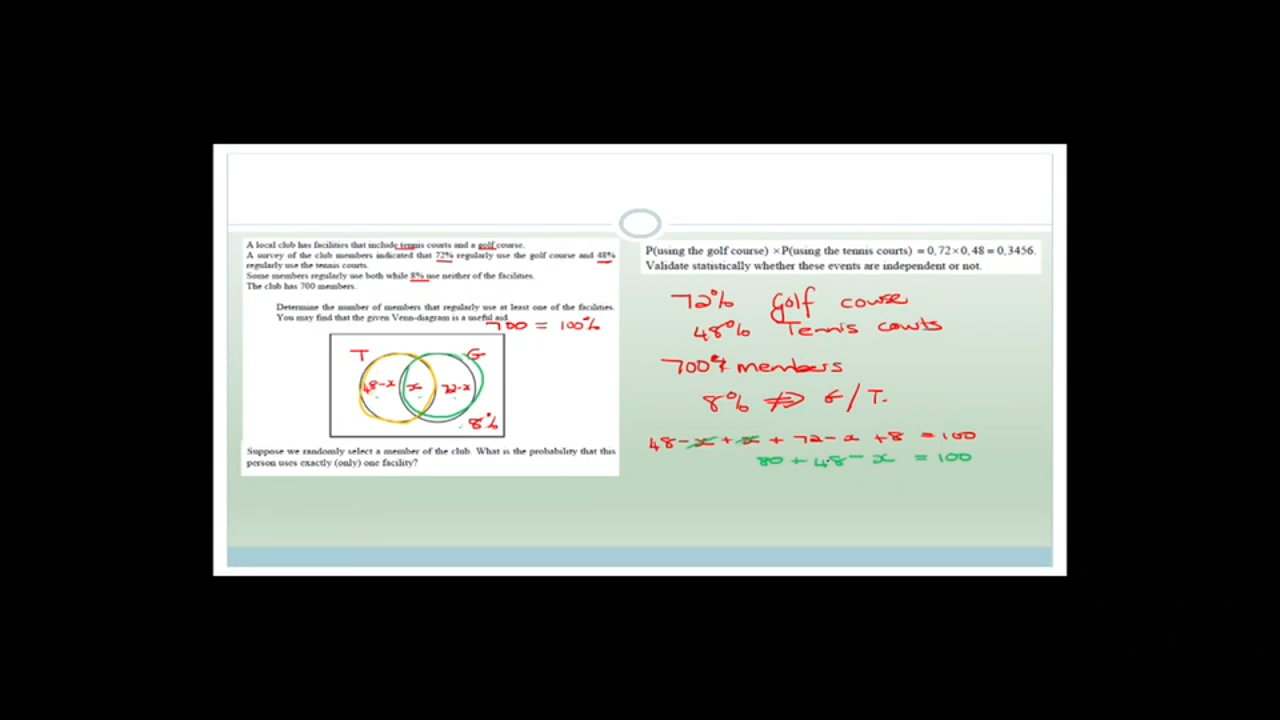 A local club has facilities that include tennis courts and a golf course.
A survey of the club members indicated that 72% regularly use the golf course and 48%
regularly use the tennis courts.
Some members regularly use both while 8% use neither of the facilities.
The club has 700 members.
Determine the number of members that regularly use at least one of the facilities.
You may find that the given Venn-diagram is a useful aid
700 = 100%
T G
48-x x 72-x
8%
Suppose we randomly select a member of the club. What is the probability that this
person uses exactly (only) one facility?
P(using the golf course) ×P(using the tennis courts) = 0,72×0,48 = 0,3456.
Validate statistically whether these events are independent or not.
72% Golf course
48% Tennis courts
700 members
8% ⇏ G/T.
48-x+x + 72-x +8 = 100
80 + 48 - x = 100